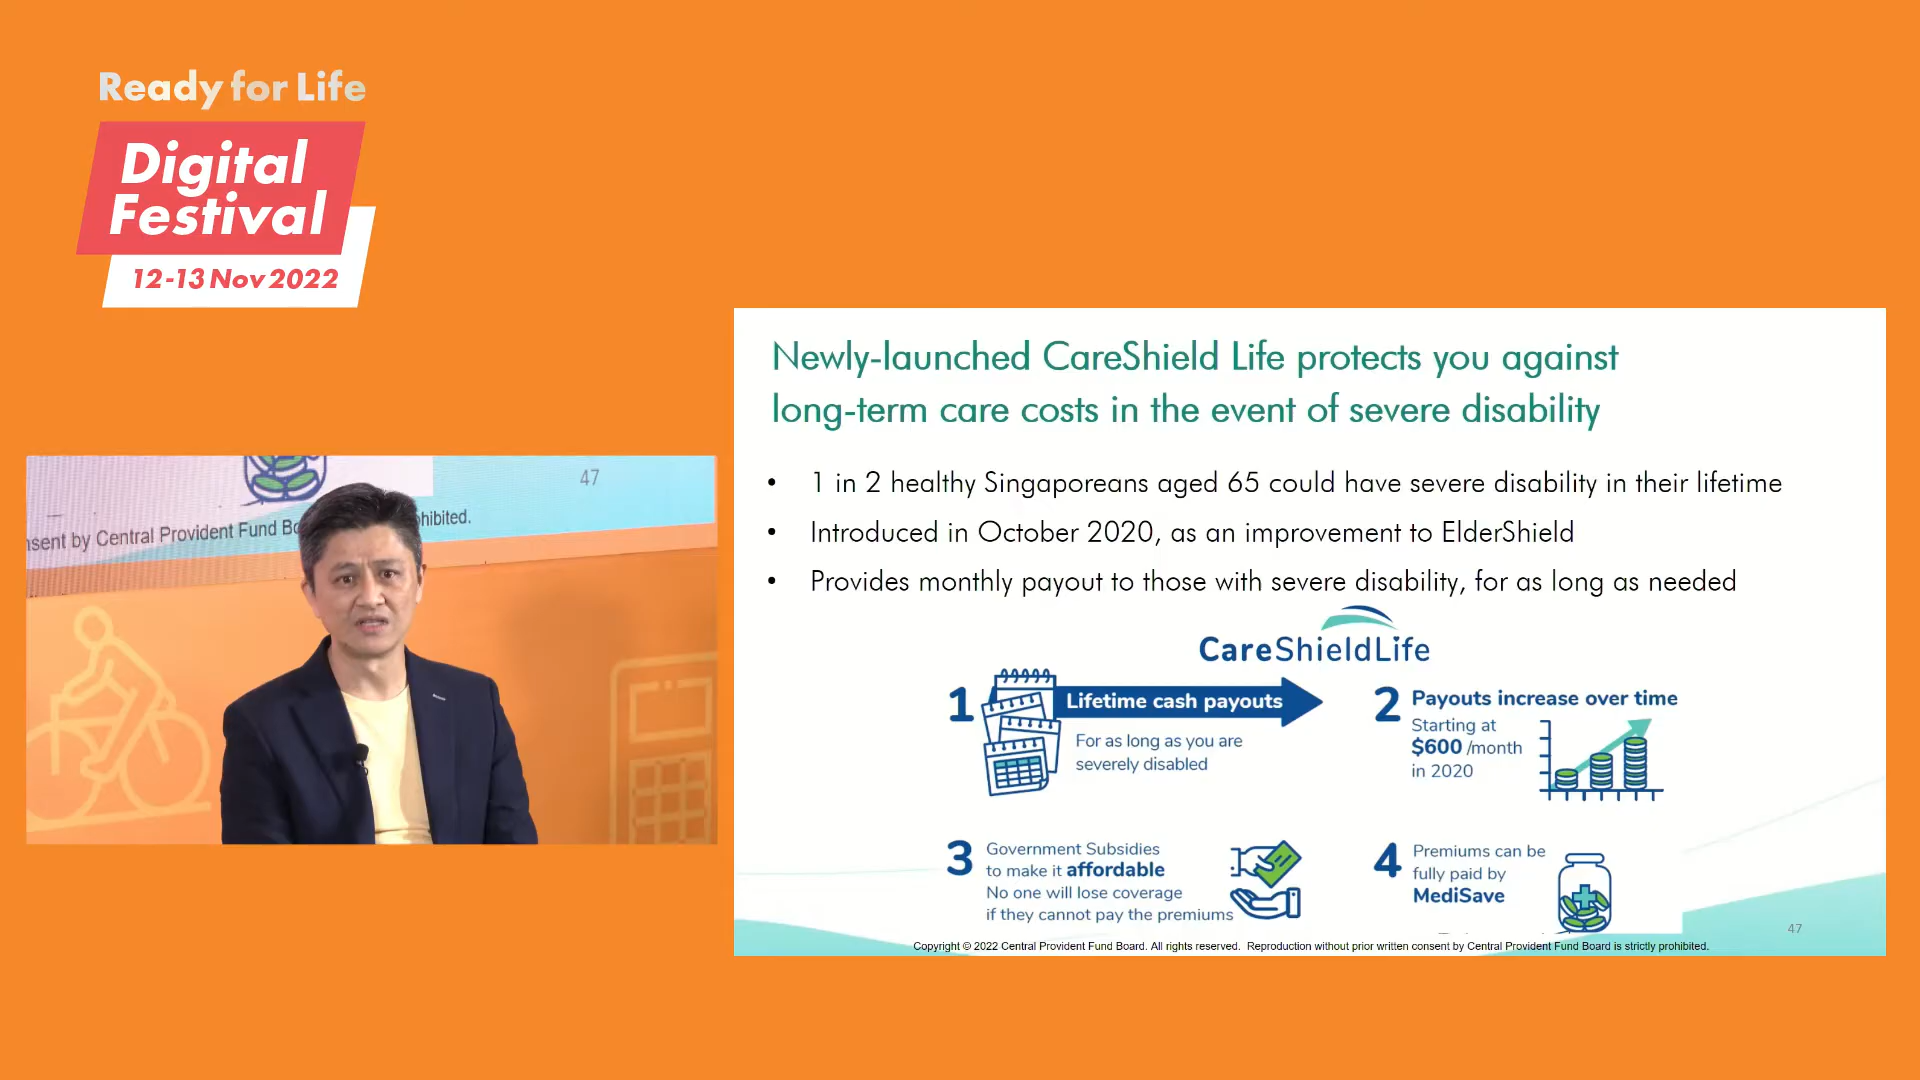 Ready for Life
Digital
Festival
12-13 Nov 2022
47
nsent by Central Provident Fund Bo
hibited.
Newly-launched CareShield Life protects you against
long-term care costs in the event of severe disability
• 1 in 2 healthy Singaporeans aged 65 could have severe disability in their lifetime
• Introduced in October 2020, as an improvement to ElderShield
• Provides monthly payout to those with severe disability, for as long as needed
CareShieldLife
1 Lifetime cash payouts
For as long as you are
severely disabled
2 Payouts increase over time
Starting at
$600 /month
in 2020
3 Government Subsidies
to make it affordable
No one will lose coverage
if they cannot pay the premiums
4 Premiums can be
fully paid by
MediSave
47
Copyright © 2022 Central Provident Fund Board. All rights reserved. Reproduction without prior written consent by Central Provident Fund Board is strictly prohibited.